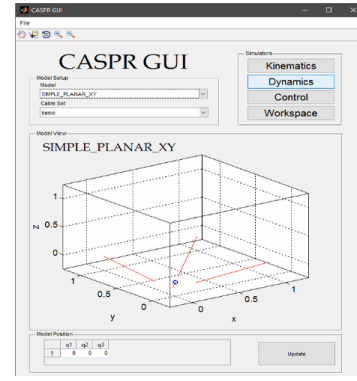 CASPR GUI
File
CASPR GUI
Model Setup
Model
SIMPLE_PLANAR_XY
Cable Set
basic
Simulators
Kinematics
Dynamics
Control
Workspace
Model View
SIMPLE_PLANAR_XY
z
1
0.5
0
1
0.5
0
y
0
0.5
1
x
Model Position
q1 q2 q3
1 0 0 0
Update